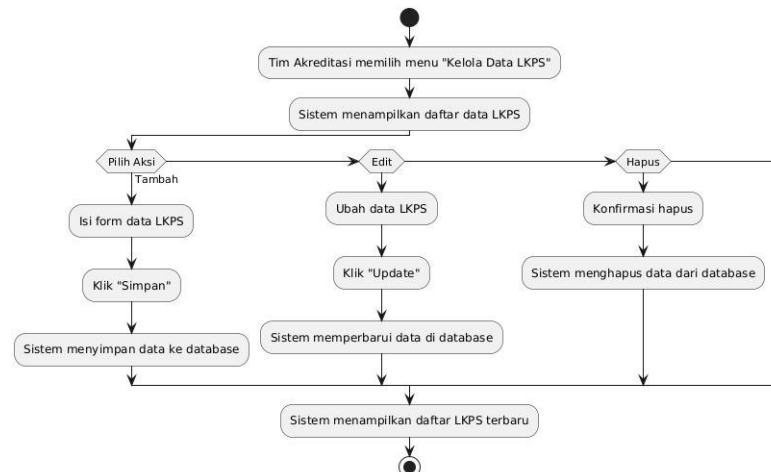 Tim Akreditasi memilih menu "Kelola Data LKPS"
Sistem menampilkan daftar data LKPS
Pilih Aksi
Tambah
Isi form data LKPS
Klik "Simpan"
Sistem menyimpan data ke database
Edit
Ubah data LKPS
Klik "Update"
Sistem memperbarui data di database
Hapus
Konfirmasi hapus
Sistem menghapus data dari database
Sistem menampilkan daftar LKPS terbaru